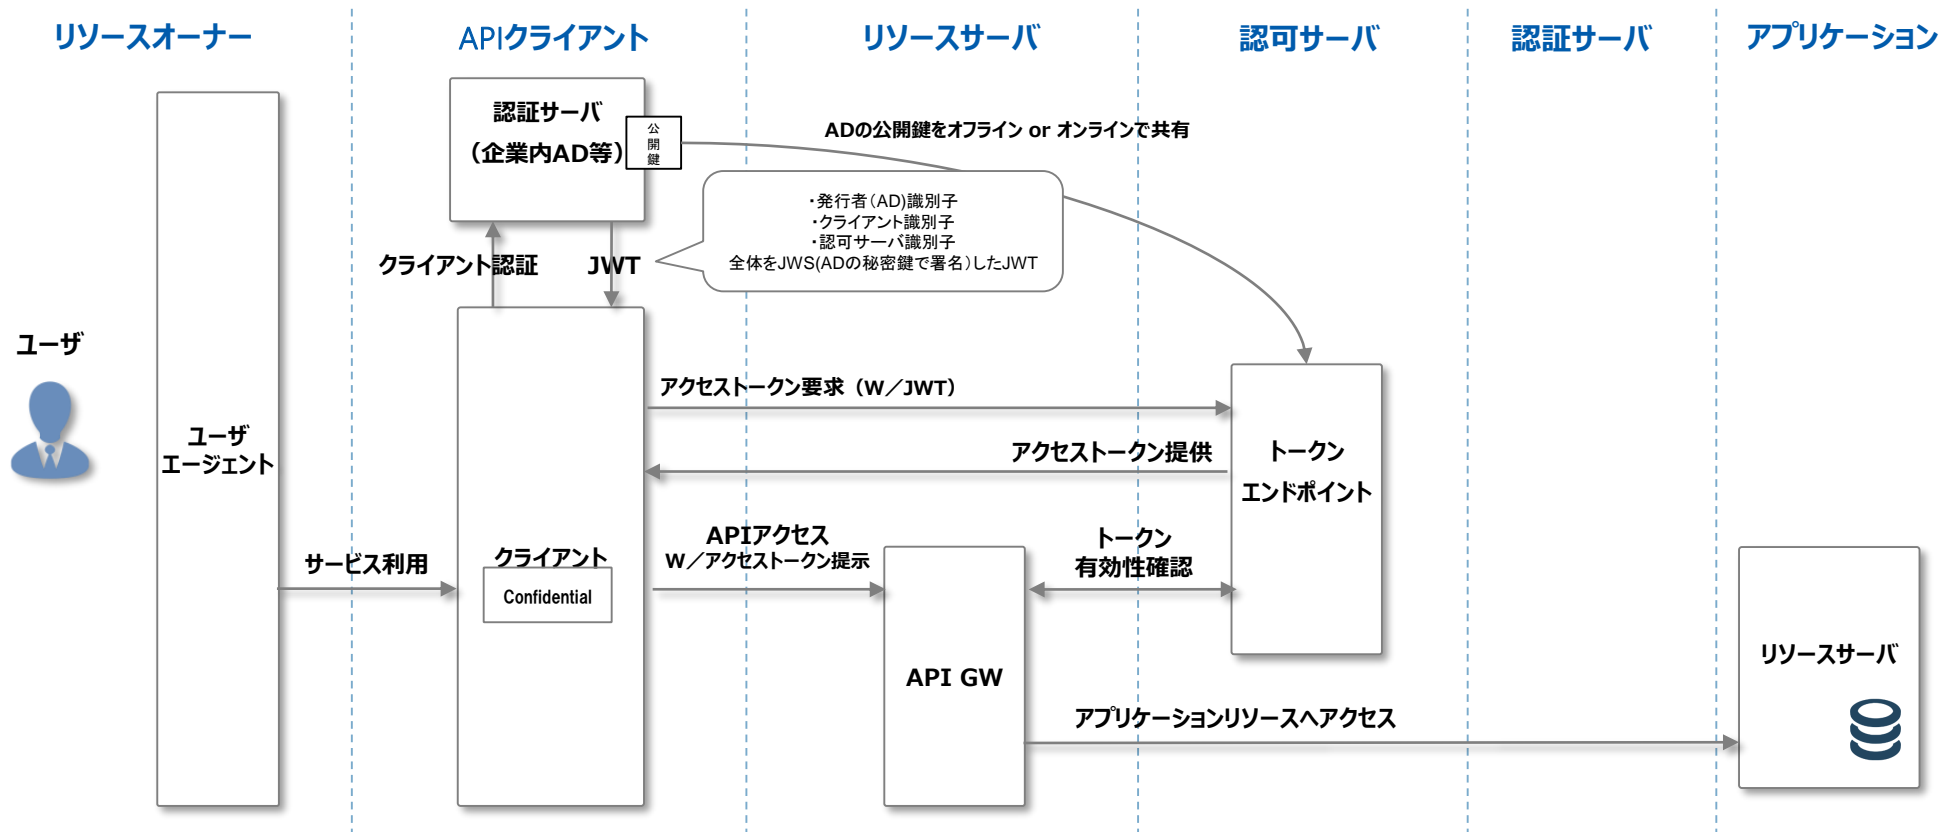 リソースオーナー
APIクライアント
リソースサーバ
認可サーバ
認証サーバ
アプリケーション
認証サーバ
（企業内AD等）
公
開
鍵
ADの公開鍵をオフライン or オンラインで共有
・発行者（AD)識別子
・クライアント識別子
・認可サーバ識別子
全体をJWS(ADの秘密鍵で署名）したJWT
クライアント認証
JWT
ユーザ
ユーザ
エージェント
アクセストークン要求（W／JWT）
アクセストークン提供
トークン
エンドポイント
サービス利用
クライアント
Confidential
APIアクセス
W／アクセストークン提示
トークン
有効性確認
API GW
アプリケーションリソースへアクセス
リソースサーバ